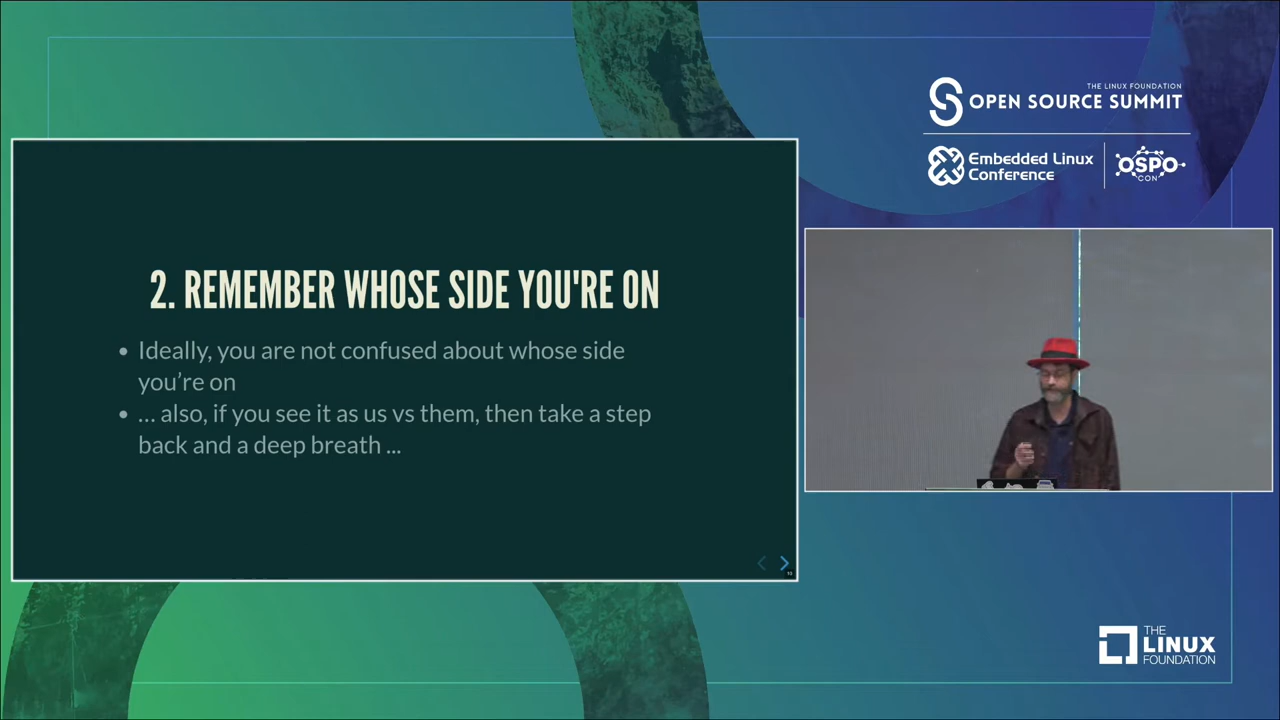 THE LINUX FOUNDATION
OPEN SOURCE SUMMIT
Embedded Linux
Conference
OSPO
CON
2. REMEMBER WHOSE SIDE YOU'RE ON
• Ideally, you are not confused about whose side
you’re on
• … also, if you see it as us vs them, then take a step
back and a deep breath ...
THE
LINUX
FOUNDATION